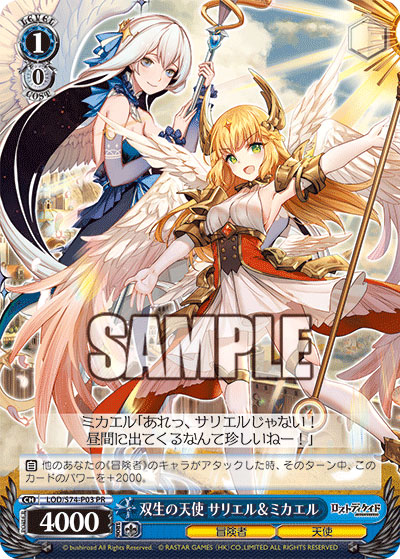 LEVEL
1
0
COST
SAMPLE
ミカエル「あれっ、サリエルじゃない！
昼間に出てくるなんて珍しいねー！」
自 他のあなたの《冒険者》のキャラがアタックした時、そのターン中、このカードのパワーを+2000。
CH LOD/S74-P03 PR
4000
双生の天使 サリエル＆ミカエル
ロストディケイド
冒険者 天使
©bushiroad All Rights Reserved. © RASTAR GAMES (HK) CO.,LIMITED ALL RIGHTS RESERVED